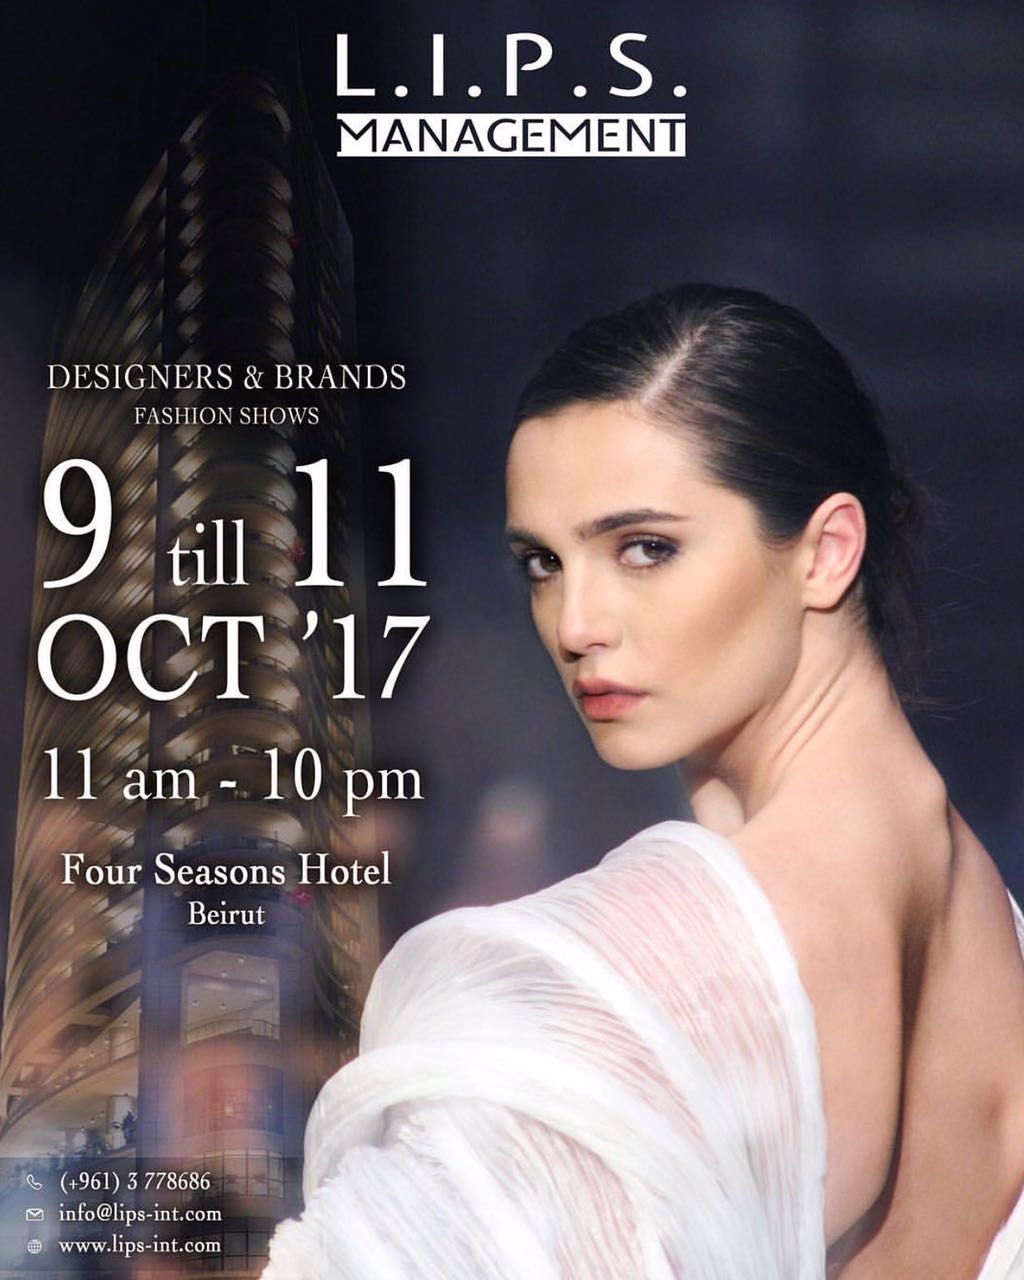 L.I.P.S.
MANAGEMENT
DESIGNERS & BRANDS
FASHION SHOWS
9 till 11
OCT '17
11 am - 10 pm
Four Seasons Hotel
Beirut
(+961) 3 778686
info@lips-int.com
www.lips-int.com